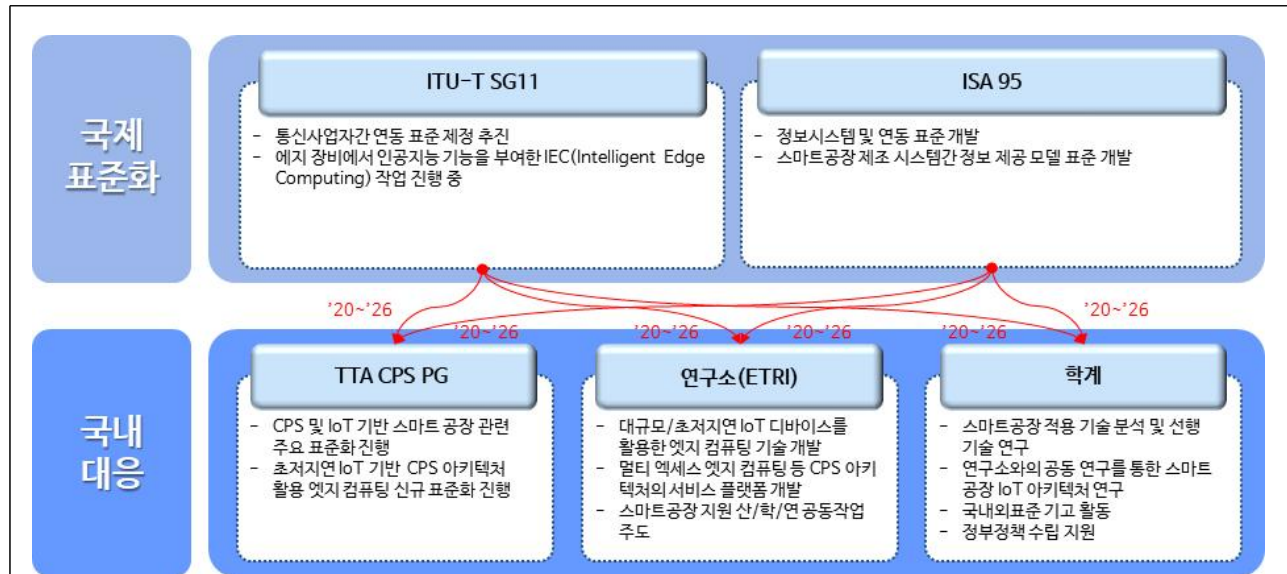 국제
표준화
ITU-T SG11
- 통신사업자간 연동 표준 제정 추진
- 에지 장비에서 인공지능 기능을 부여한 IEC(Intelligent Edge
Computing) 작업 진행 중
ISA 95
- 정보시스템 및 연동 표준 개발
- 스마트공장 제조 시스템간 정보 제공 모델 표준 개발
'20~'26
'20~'26
'20~'26
'20~'26
'20~'26
'20~'26
국내
대응
TTA CPS PG
- CPS 및 IoT 기반 스마트 공장 관련
주요 표준화 진행
- 초저지연 IoT 기반 CPS 아키텍처
활용 엣지 컴퓨팅 신규 표준화 진행
연구소(ETRI)
- 대규모/초저지연 IoT 디바이스를
활용한 엣지 컴퓨팅 기술 개발
- 멀티 엑세스 엣지 컴퓨팅 등 CPS 아키
텍처의 서비스 플랫폼 개발
- 스마트공장 지원 산/학/연 공동작업
주도
학계
- 스마트공장 적용 기술 분석 및 선행
기술 연구
- 연구소와의 공동 연구를 통한 스마트
공장 IoT 아키텍처 연구
- 국내외표준 기고 활동
- 정부정책 수립 지원